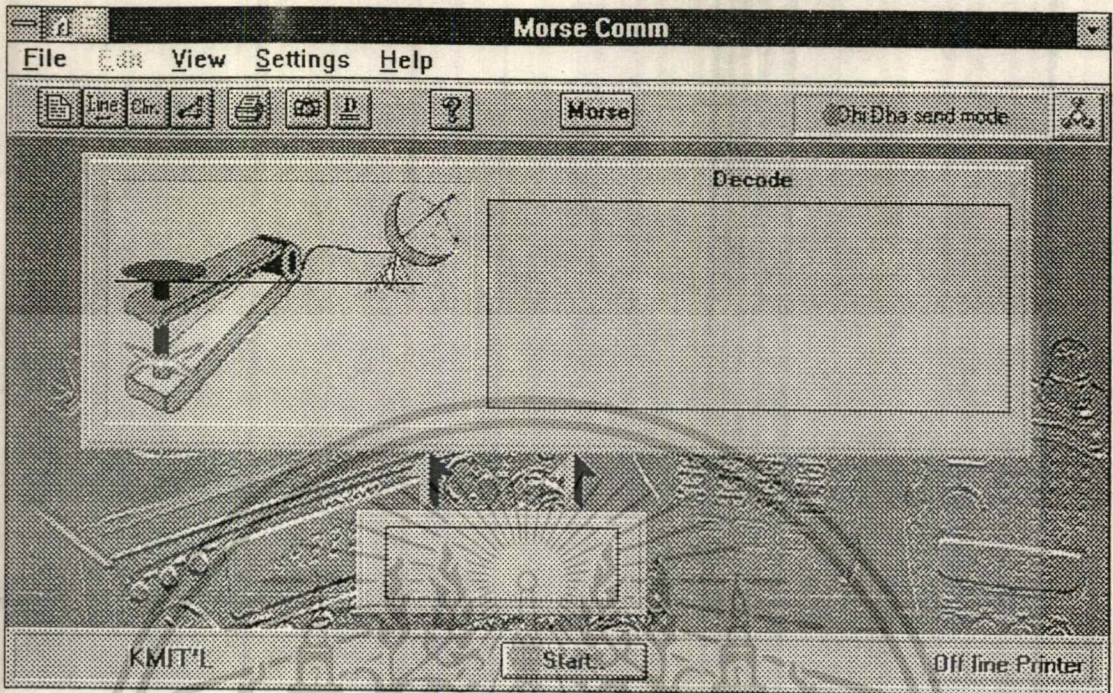 Morse Comm
File Edit View Settings Help
Line Chr. D ? Morse Dhi Dha send mode
Decode
KMIT'L Start.. Off line Printer